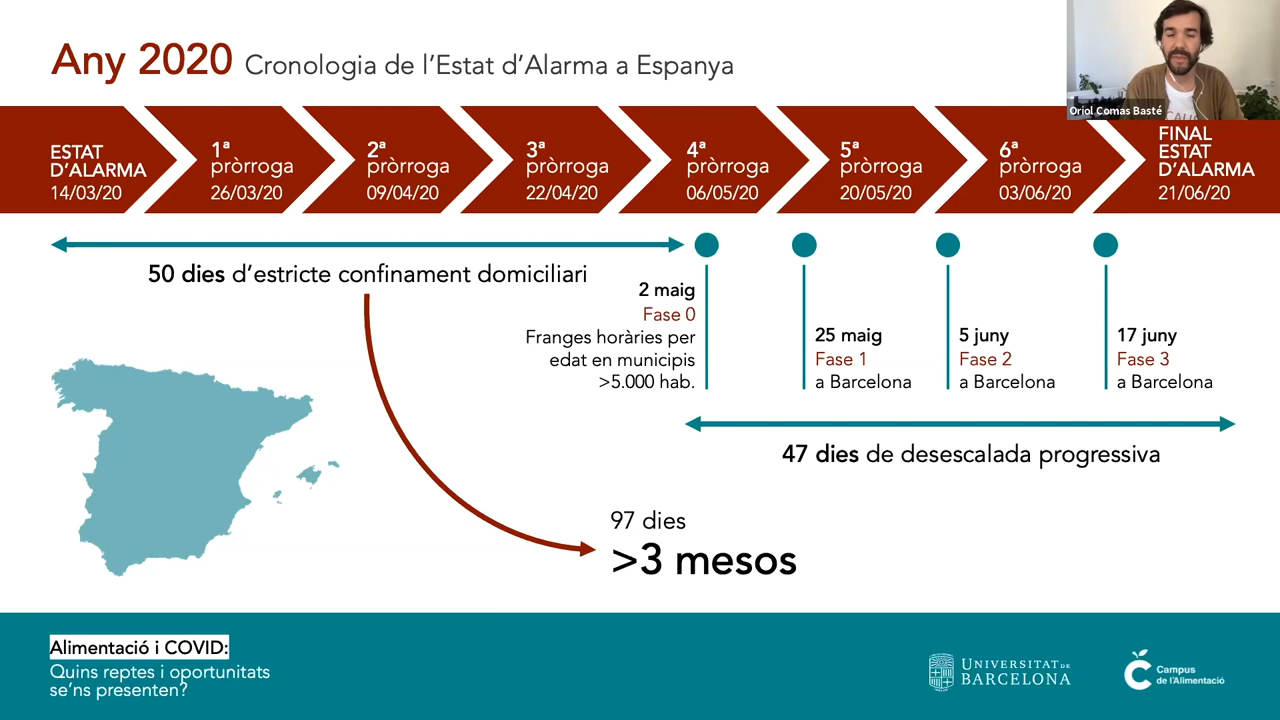 Any 2020 Cronologia de l'Estat d'Alarma a Espanya
Oriol Comas Basté
ESTAT
D'ALARMA
14/03/20
1ª
pròrroga
26/03/20
2ª
pròrroga
09/04/20
3ª
pròrroga
22/04/20
4ª
pròrroga
06/05/20
5ª
pròrroga
20/05/20
6ª
pròrroga
03/06/20
FINAL
ESTAT
D'ALARMA
21/06/20
50 dies d'estricte confinament domiciliari
2 maig
Fase 0
Franges horàries per
edat en municipis
>5.000 hab.
25 maig
Fase 1
a Barcelona
5 juny
Fase 2
a Barcelona
17 juny
Fase 3
a Barcelona
47 dies de desescalada progressiva
97 dies
>3 mesos
Alimentació i COVID:
Quins reptes i oportunitats
se'ns presenten?
UNIVERSITAT DE
BARCELONA
Campus
de l'Alimentació